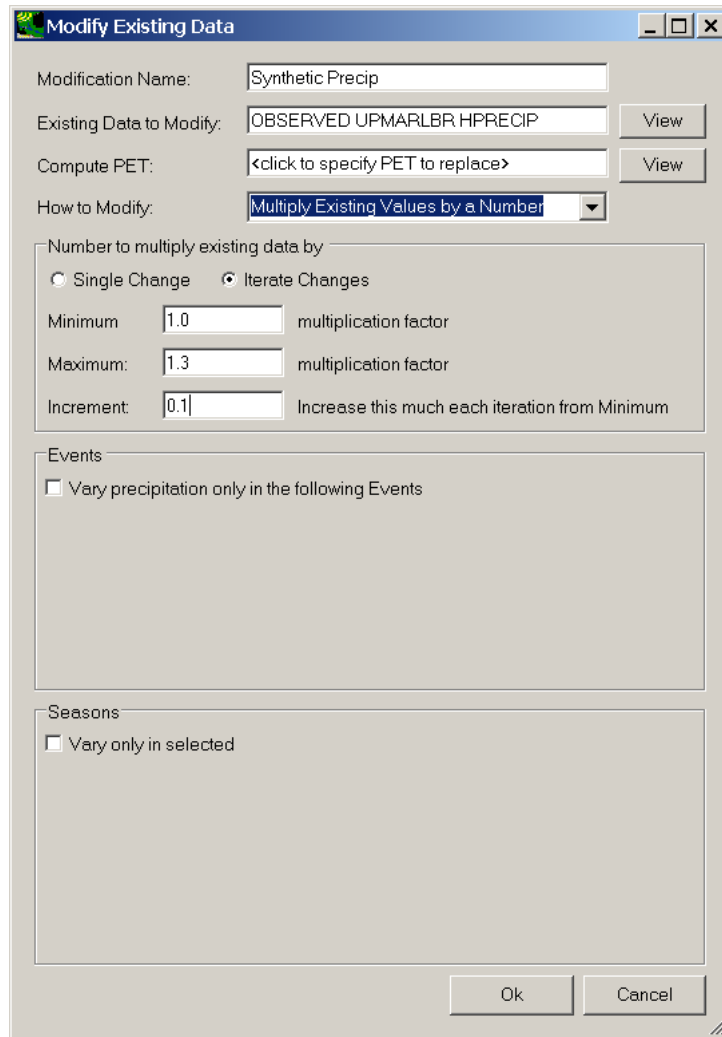 Modify Existing Data
Modification Name: Synthetic Precip
Existing Data to Modify: OBSERVED UPMARLBR HPRECIP View
Compute PET: <click to specify PET to replace> View
How to Modify: Multiply Existing Values by a Number
Number to multiply existing data by
Single Change Iterate Changes
Minimum 1.0 multiplication factor
Maximum: 1.3 multiplication factor
Increment: 0.1 Increase this much each iteration from Minimum
Events
Vary precipitation only in the following Events
Seasons
Vary only in selected
Ok Cancel